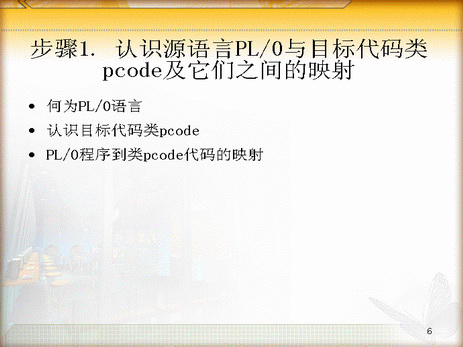 步骤1. 认识源语言PL/0与目标代码类
pcode及它们之间的映射
• 何为PL/0语言
• 认识目标代码类pcode
• PL/0程序到类pcode代码的映射
6